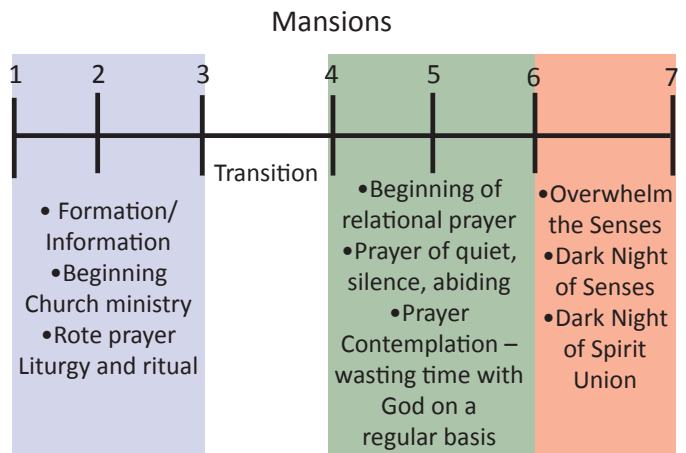 Mansions
1 2 3 4 5 6 7
Transition
• Formation/
Information
•Beginning
Church ministry
•Rote prayer
Liturgy and ritual
•Beginning of
relational prayer
•Prayer of quiet,
silence, abiding
•Prayer
Contemplation –
wasting time with
God on a
regular basis
•Overwhelm
the Senses
•Dark Night
of Senses
•Dark Night
of Spirit
Union